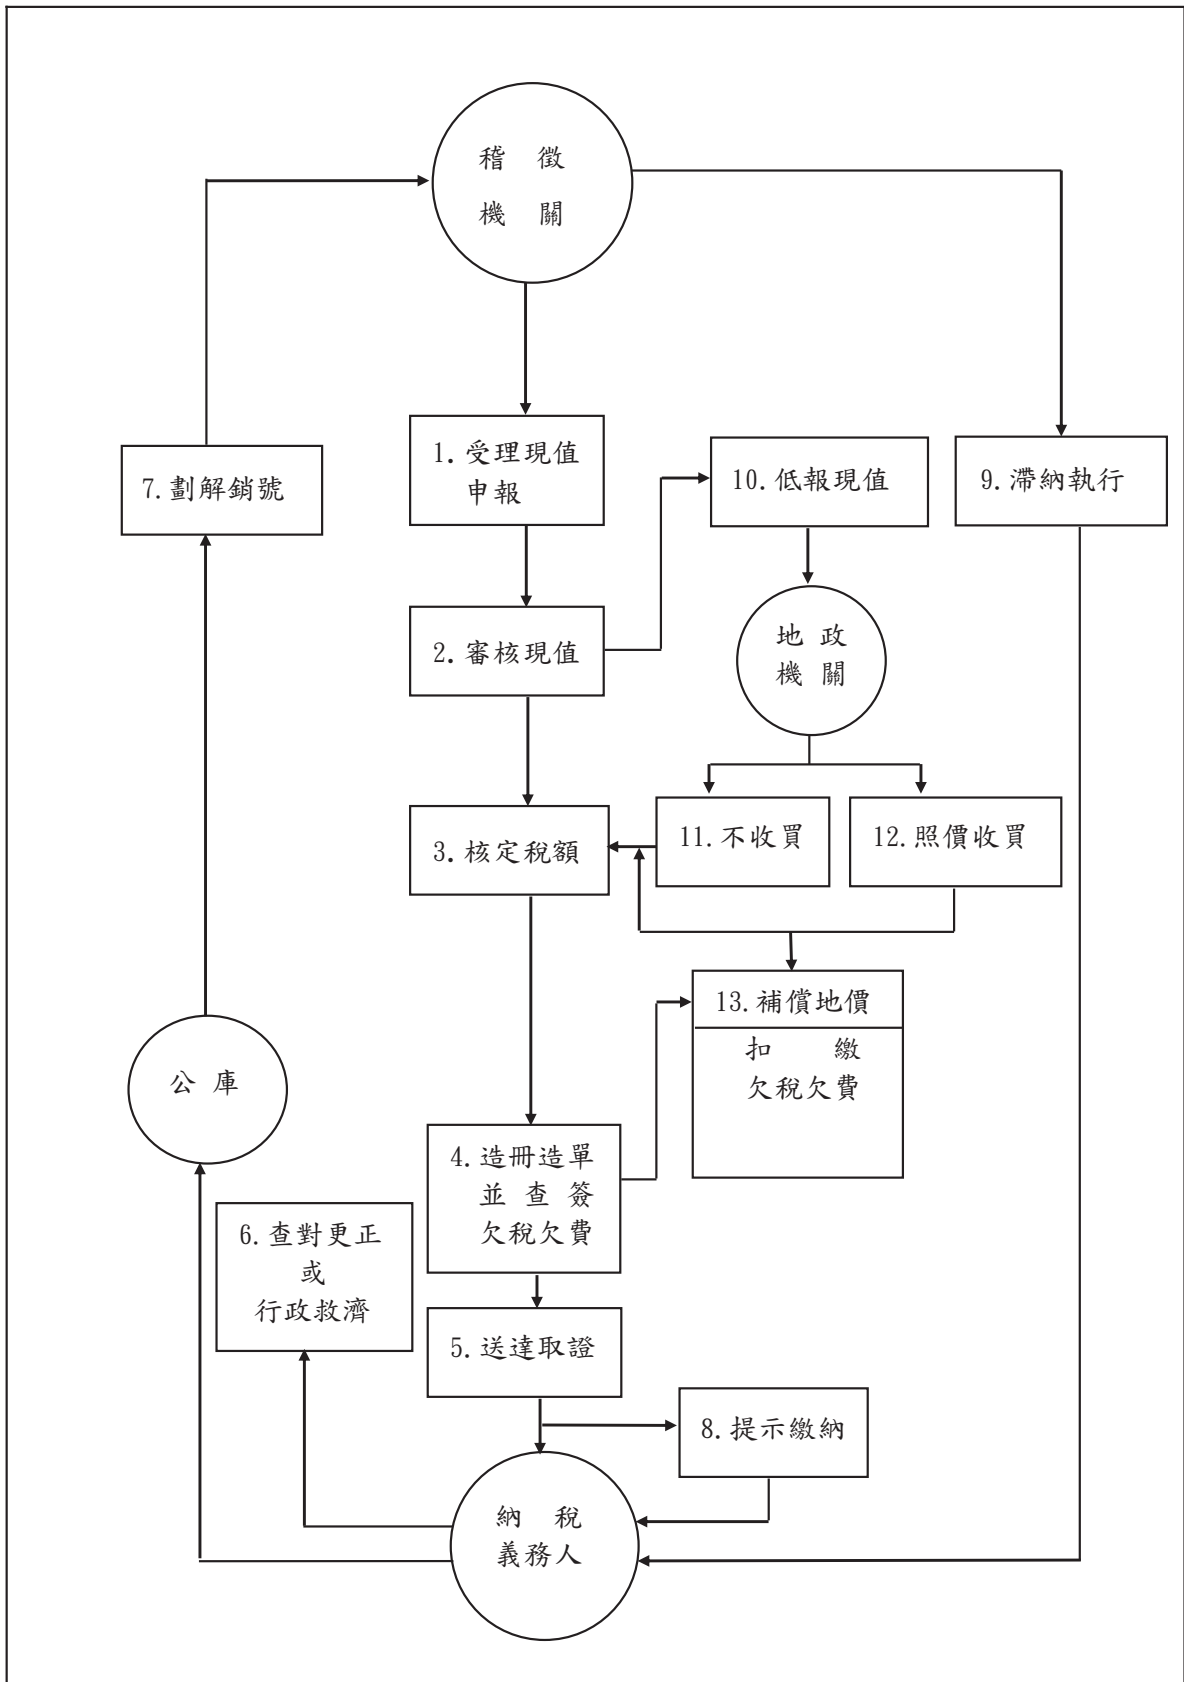 稽 徵
機 關
1.受理現值
申報
10.低報現值
9.滯納執行
7.劃解銷號
2.審核現值
地 政
機 關
3.核定稅額
11.不收買
12.照價收買
13.補償地價
扣 繳
欠稅欠費
公 庫
4.造冊造單
並 查 簽
欠稅欠費
6.查對更正
或
行政救濟
5.送達取證
8.提示繳納
納 稅
義務人